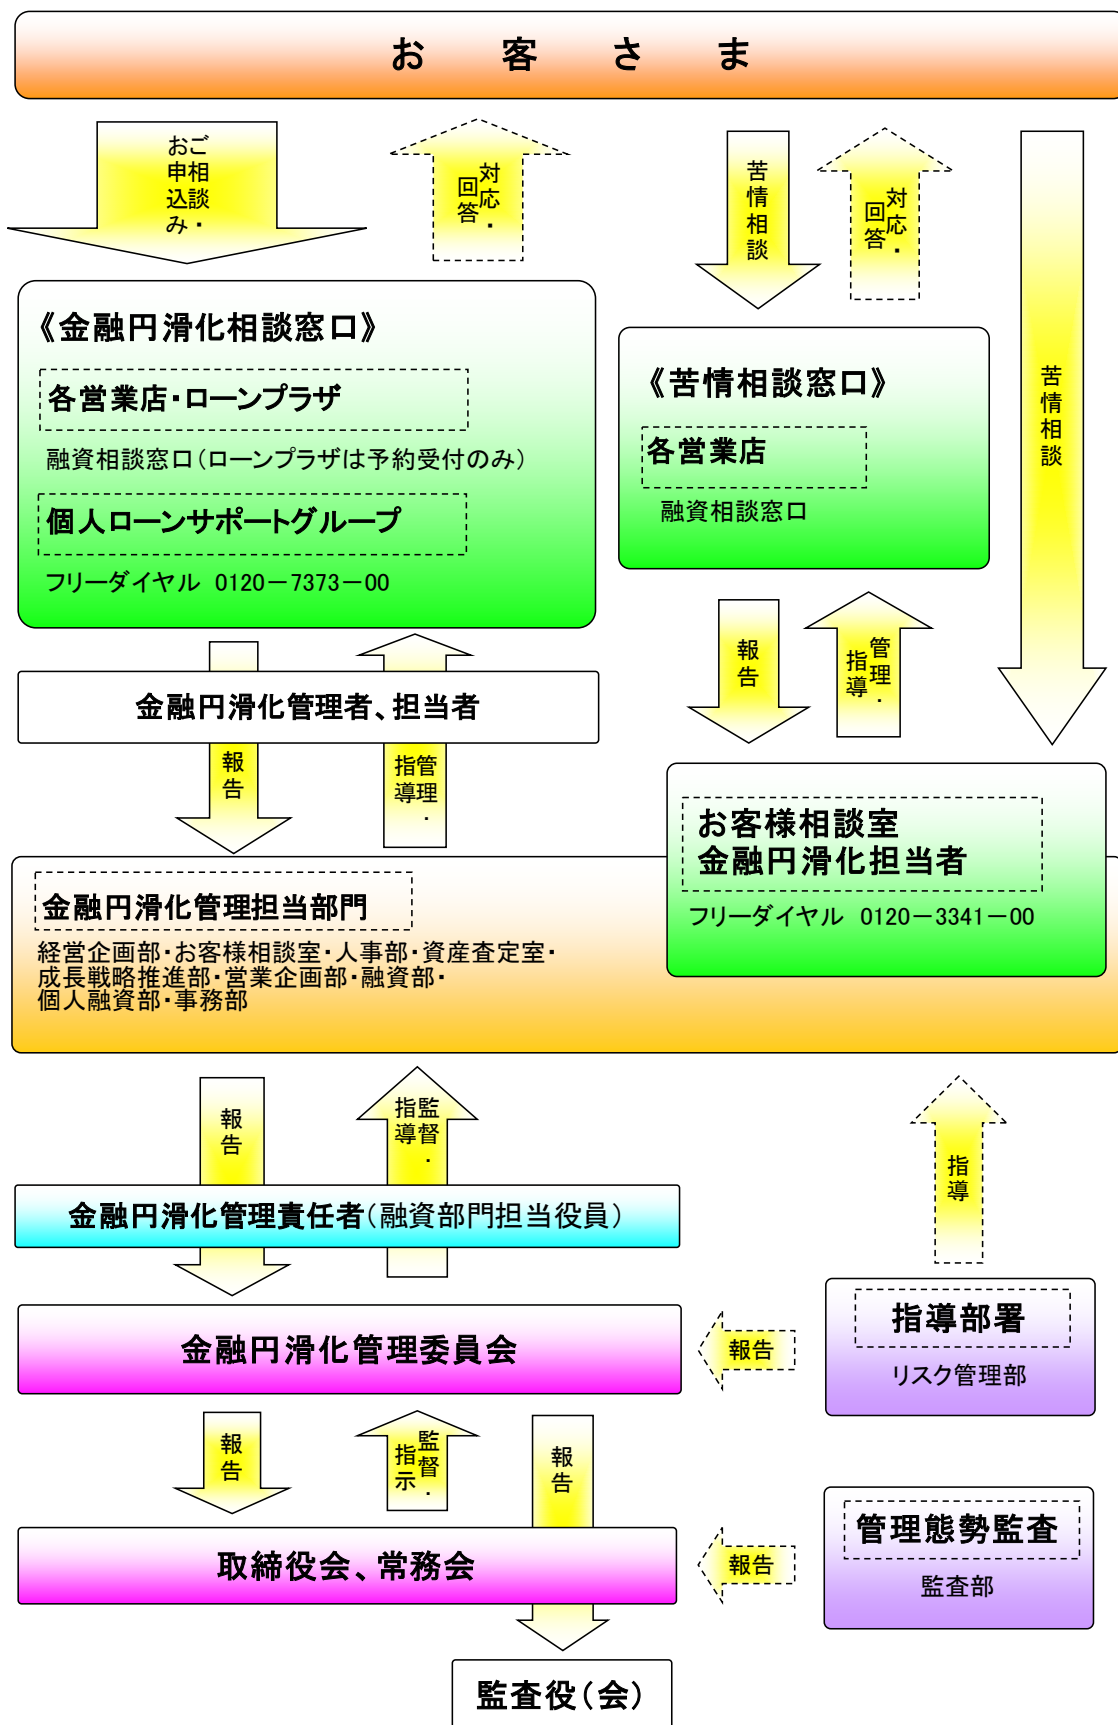 お客さま
ご相談・
お申込み
対応・
回答
苦情相談
対応・
回答
苦情相談
《金融円滑化相談窓口》
各営業店・ローンプラザ
融資相談窓口（ローンプラザは予約受付のみ）
個人ローンサポートグループ
フリーダイヤル 0120－7373－00
《苦情相談窓口》
各営業店
融資相談窓口
報告
管理・
指導
金融円滑化管理者、担当者
報告
管理・
指導
お客様相談室
金融円滑化担当者
フリーダイヤル 0120－3341－00
金融円滑化管理担当部門
経営企画部・お客様相談室・人事部・資産査定室・
成長戦略推進部・営業企画部・融資部・
個人融資部・事務部
報告
監督・
指導
指導
金融円滑化管理責任者（融資部門担当役員）
金融円滑化管理委員会
報告
指導部署
リスク管理部
報告
監督・
指示
報告
取締役会、常務会
報告
管理態勢監査
監査部
監査役（会）